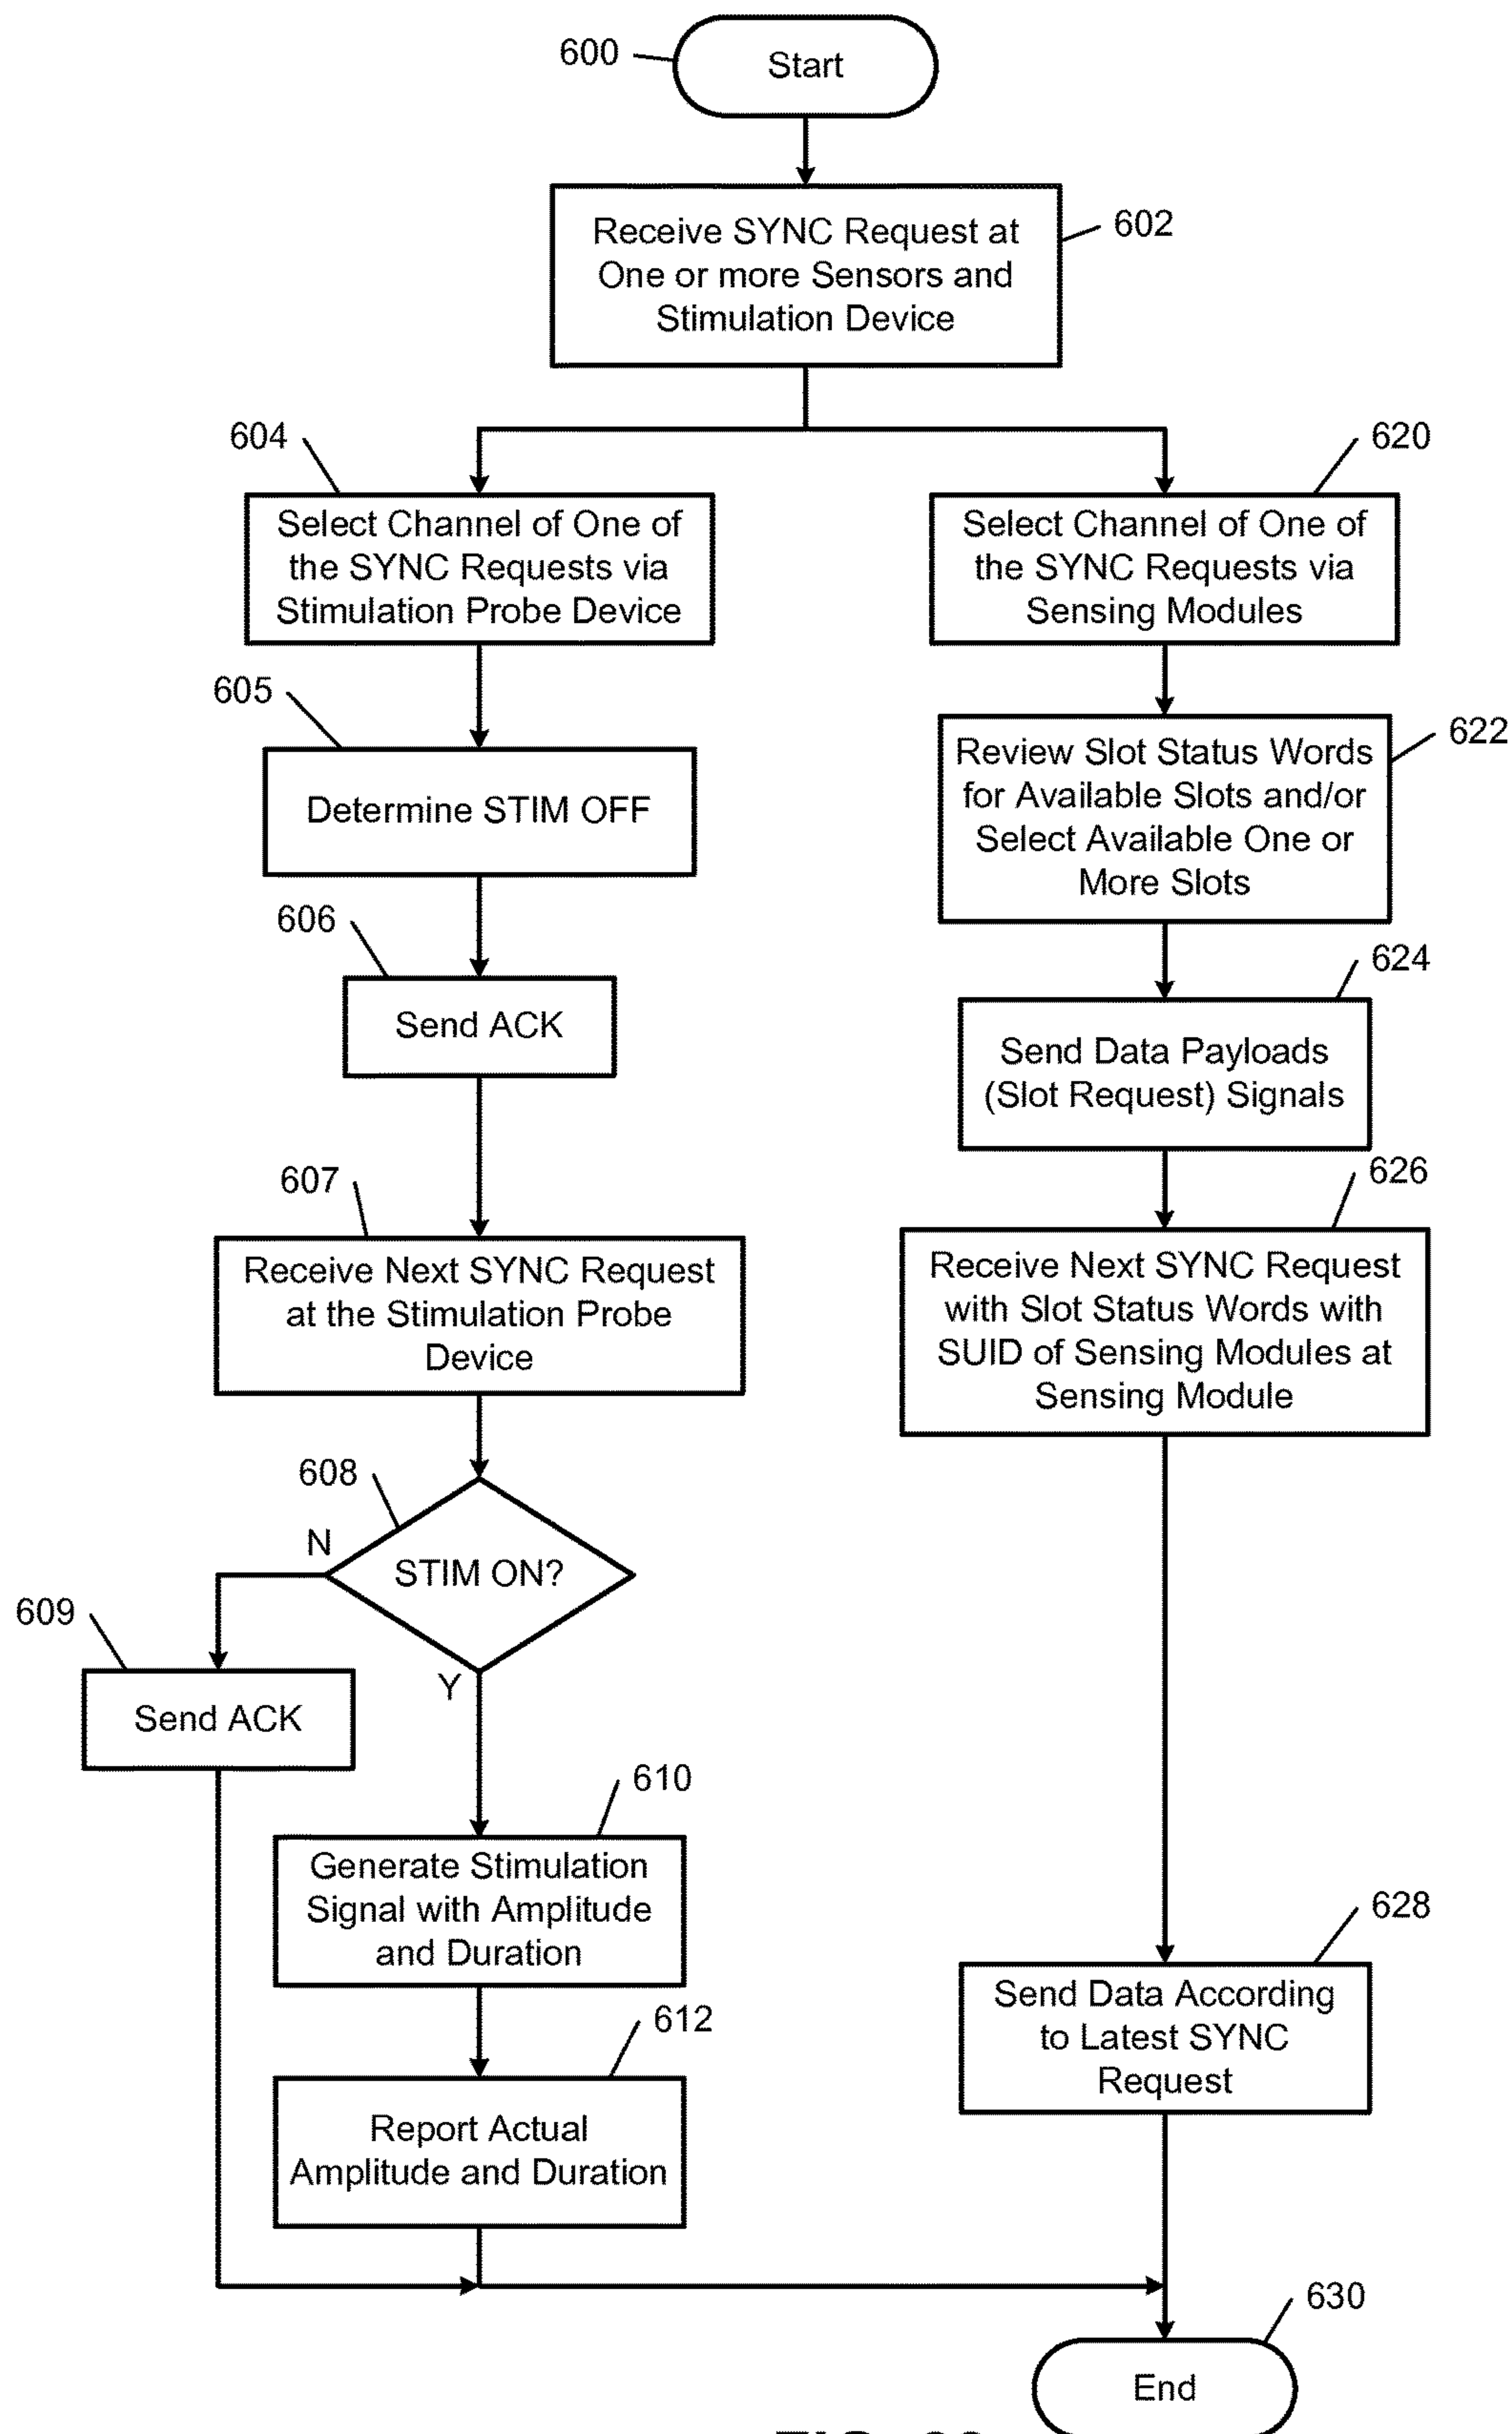 600
Start
Receive SYNC Request at
One or more Sensors and
Stimulation Device
602
604
Select Channel of One of
the SYNC Requests via
Stimulation Probe Device
605
Determine STIM OFF
606
Send ACK
607
Receive Next SYNC Request
at the Stimulation Probe
Device
608
STIM ON?
N
Y
609
Send ACK
610
Generate Stimulation
Signal with Amplitude
and Duration
612
Report Actual
Amplitude and Duration
620
Select Channel of One of
the SYNC Requests via
Sensing Modules
622
Review Slot Status Words
for Available Slots and/or
Select Available One or
More Slots
624
Send Data Payloads
(Slot Request) Signals
626
Receive Next SYNC Request
with Slot Status Words with
SUID of Sensing Modules at
Sensing Module
628
Send Data According
to Latest SYNC
Request
630
End